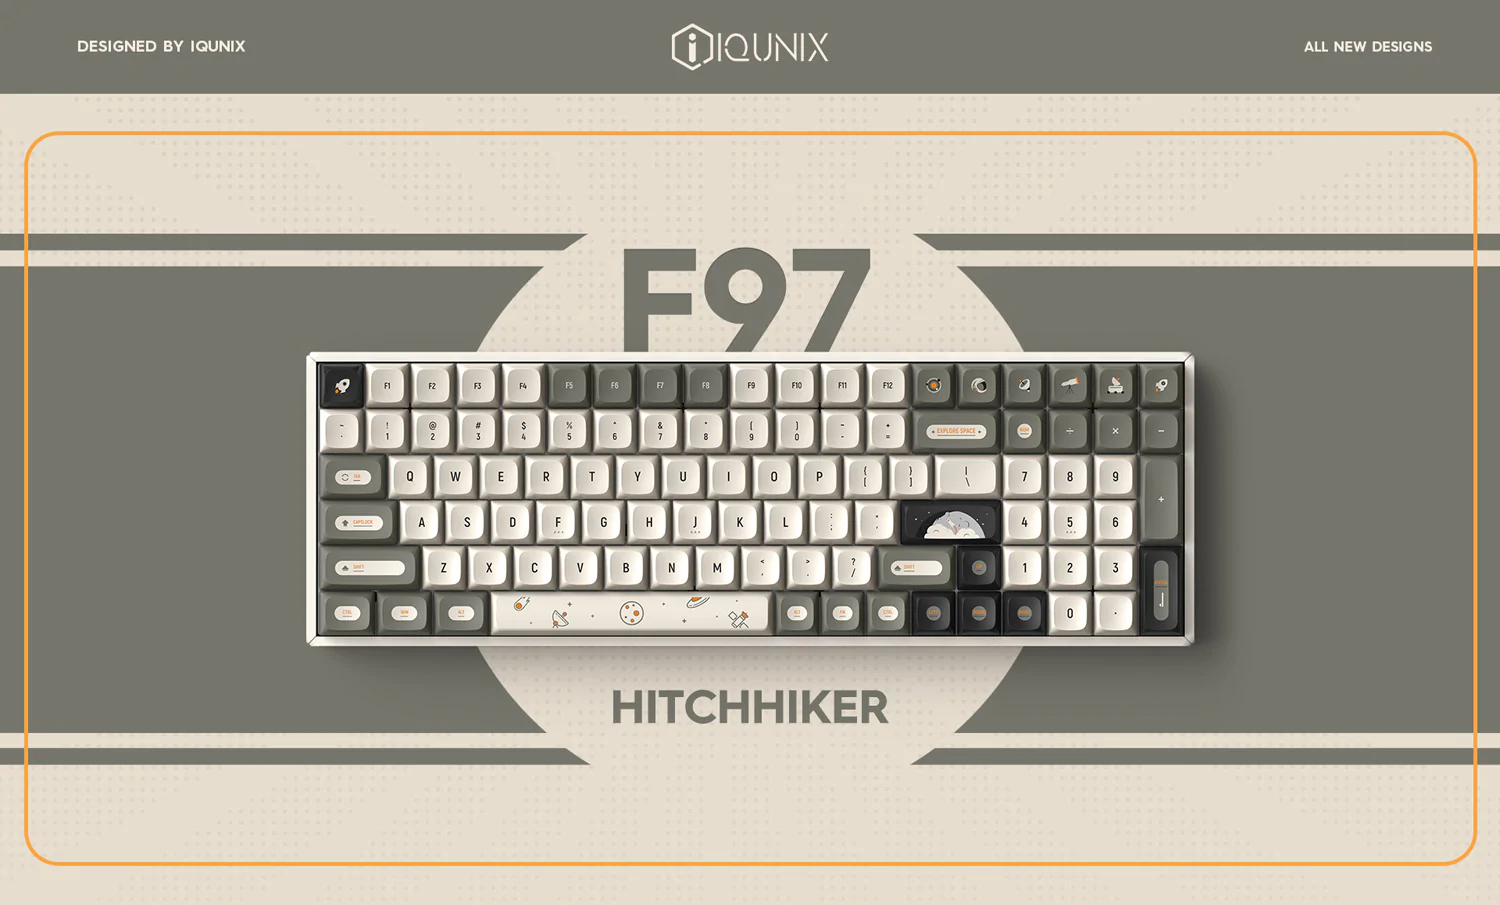 DESIGNED BY IQUNIX
IQUNIX
ALL NEW DESIGNS
F97
F1 F2 F3 F4 F5 F6 F7 F8 F9 F10 F11 F12
~ ! @ # $ % ^ & * ( ) - +
1 2 3 4 5 6 7 8 9 0 - =
EXPLORE SPACE ÷ × −
Q W E R T Y U I O P { [ } ] | \ 7 8 9 +
CAPSLOCK A S D F G H J K L : ; 4 5 6
SHIFT Z X C V B N M < , > . ? / SHIFT 1 2 3
CTRL WIN ALT ALT FN CTRL 0 .
HITCHHIKER